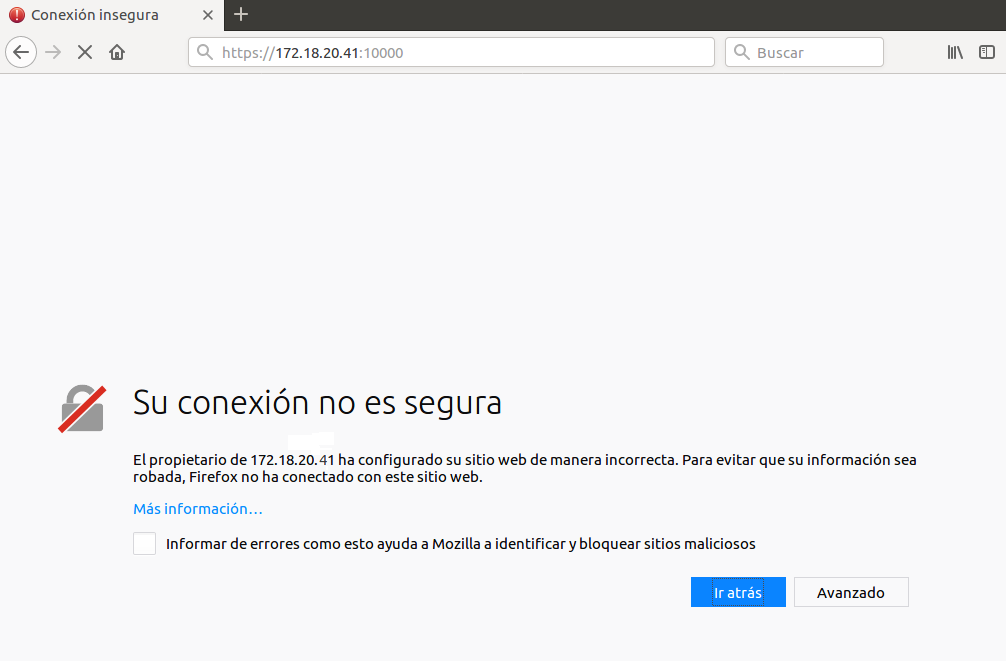 Conexión insegura
https://172.18.20.41:10000
Buscar
Su conexión no es segura
El propietario de 172.18.20.41 ha configurado su sitio web de manera incorrecta. Para evitar que su información sea
robada, Firefox no ha conectado con este sitio web.
Más información…
Informar de errores como esto ayuda a Mozilla a identificar y bloquear sitios maliciosos
Ir atrás
Avanzado